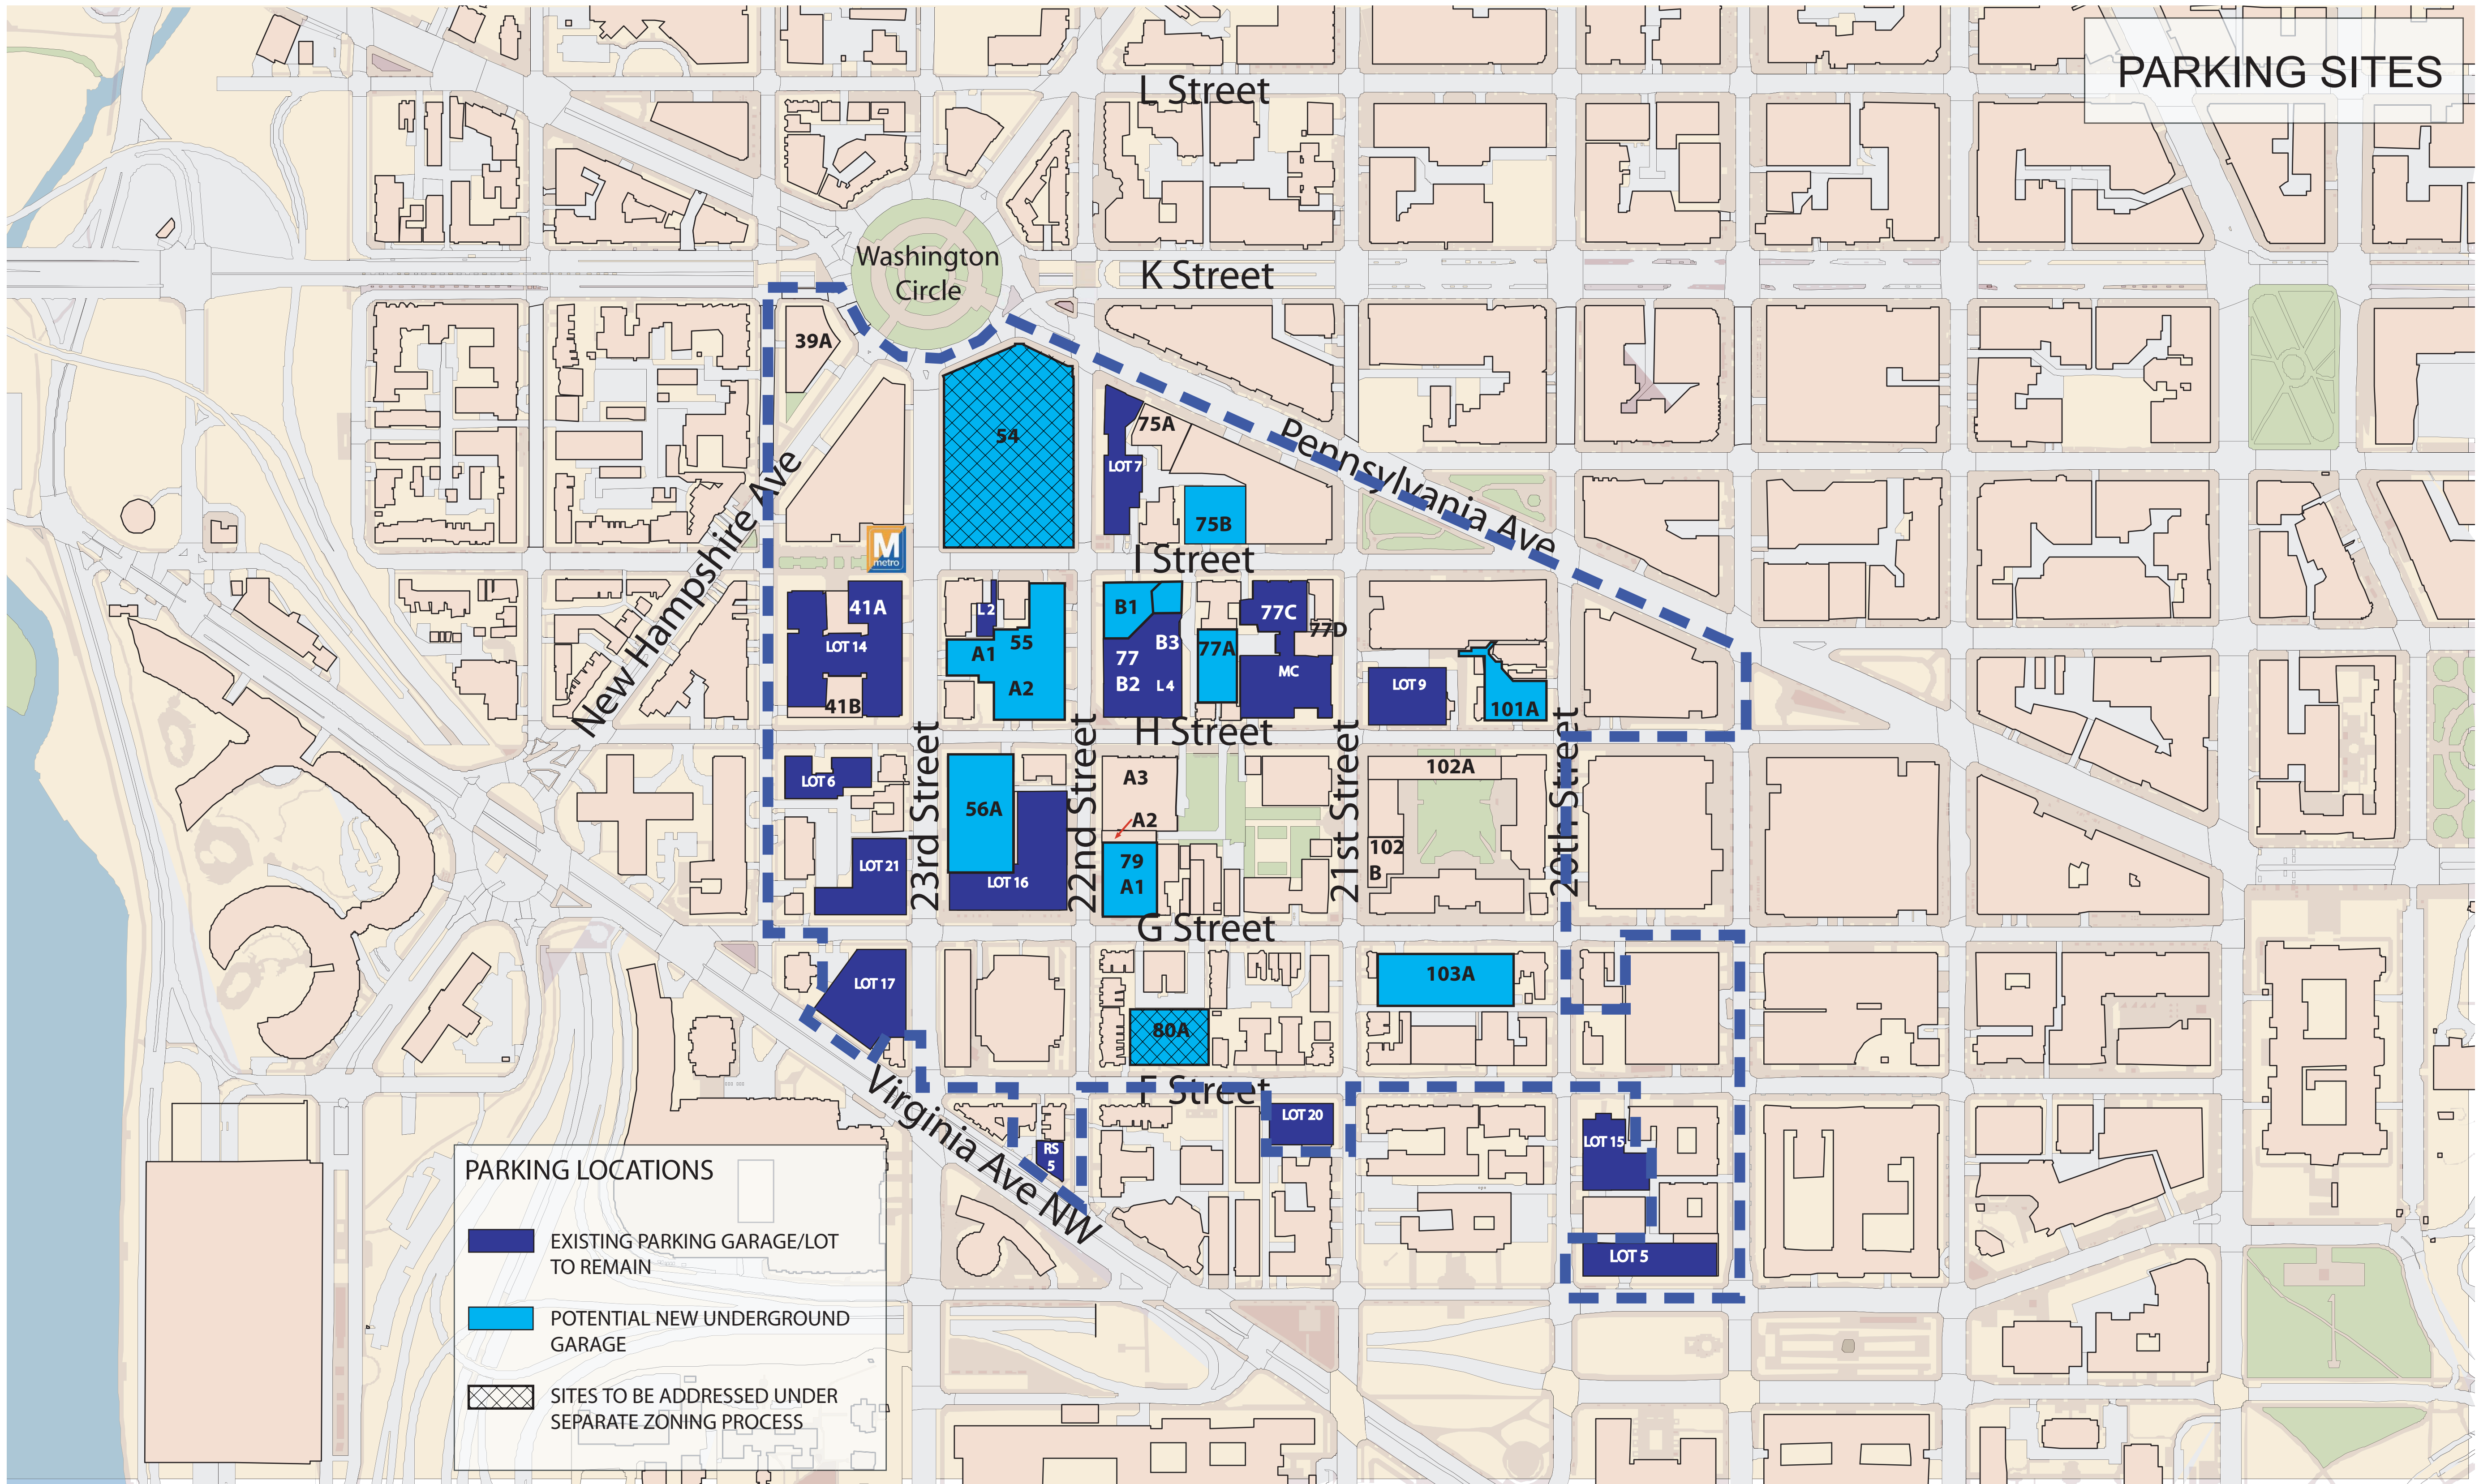 PARKING SITES
L Street
K Street
Washington
Circle
39A
54
75A
LOT 7
75B
Pennsylvania Ave
New Hampshire Ave
M
metro
I Street
41A
LOT 14
41B
L 2
55
A1
A2
B1
B3
77
B2
L 4
77A
77C
77D
MC
LOT 9
101A
H Street
23rd Street
22nd Street
21st Street
20th Street
LOT 6
56A
A3
A2
102A
LOT 21
LOT 16
79
A1
102
B
G Street
LOT 17
103A
80A
F Street
Virginia Ave NW
RS
5
LOT 20
LOT 15
LOT 5
PARKING LOCATIONS
EXISTING PARKING GARAGE/LOT
TO REMAIN
POTENTIAL NEW UNDERGROUND
GARAGE
SITES TO BE ADDRESSED UNDER
SEPARATE ZONING PROCESS